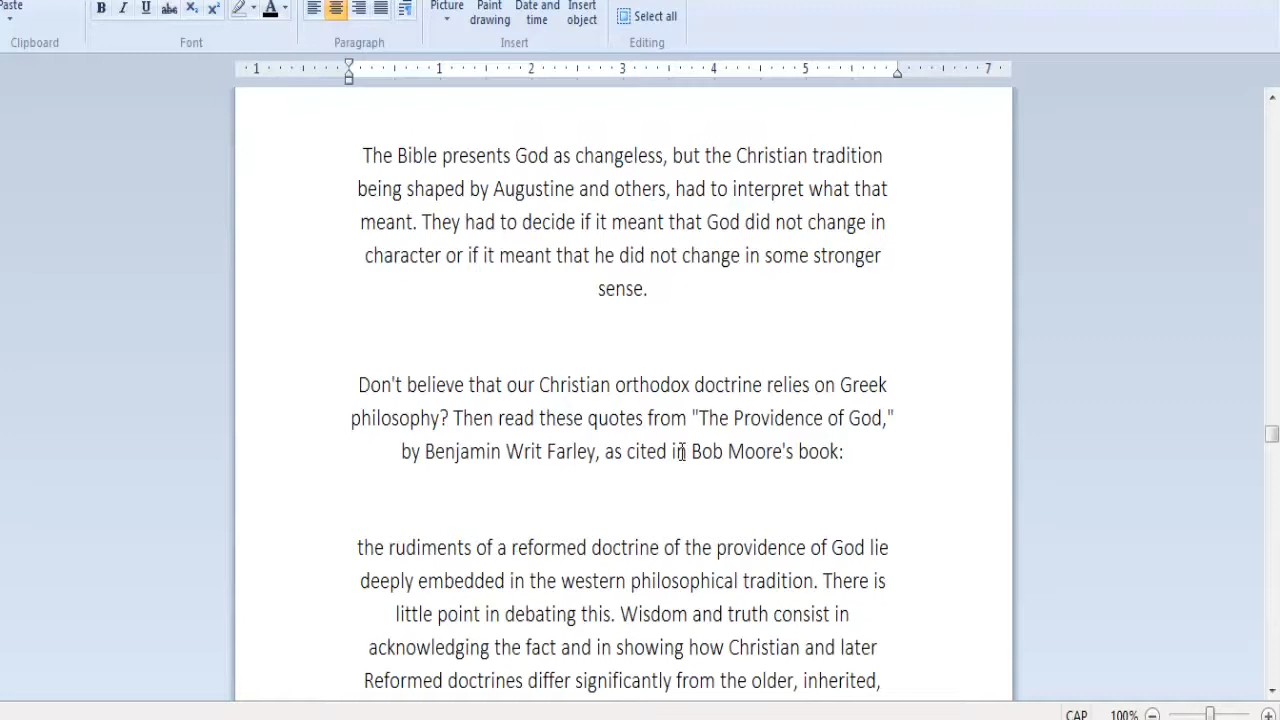 Paste
B I U abc X₂ X² A
Picture
Paint drawing
Date and time
Insert object
Select all
Clipboard
Font
Paragraph
Insert
Editing
1 1 2 3 4 5 7
The Bible presents God as changeless, but the Christian tradition
being shaped by Augustine and others, had to interpret what that
meant. They had to decide if it meant that God did not change in
character or if it meant that he did not change in some stronger
sense.
Don't believe that our Christian orthodox doctrine relies on Greek
philosophy? Then read these quotes from "The Providence of God,"
by Benjamin Writ Farley, as cited in Bob Moore's book:
the rudiments of a reformed doctrine of the providence of God lie
deeply embedded in the western philosophical tradition. There is
little point in debating this. Wisdom and truth consist in
acknowledging the fact and in showing how Christian and later
Reformed doctrines differ significantly from the older, inherited,
CAP 100%